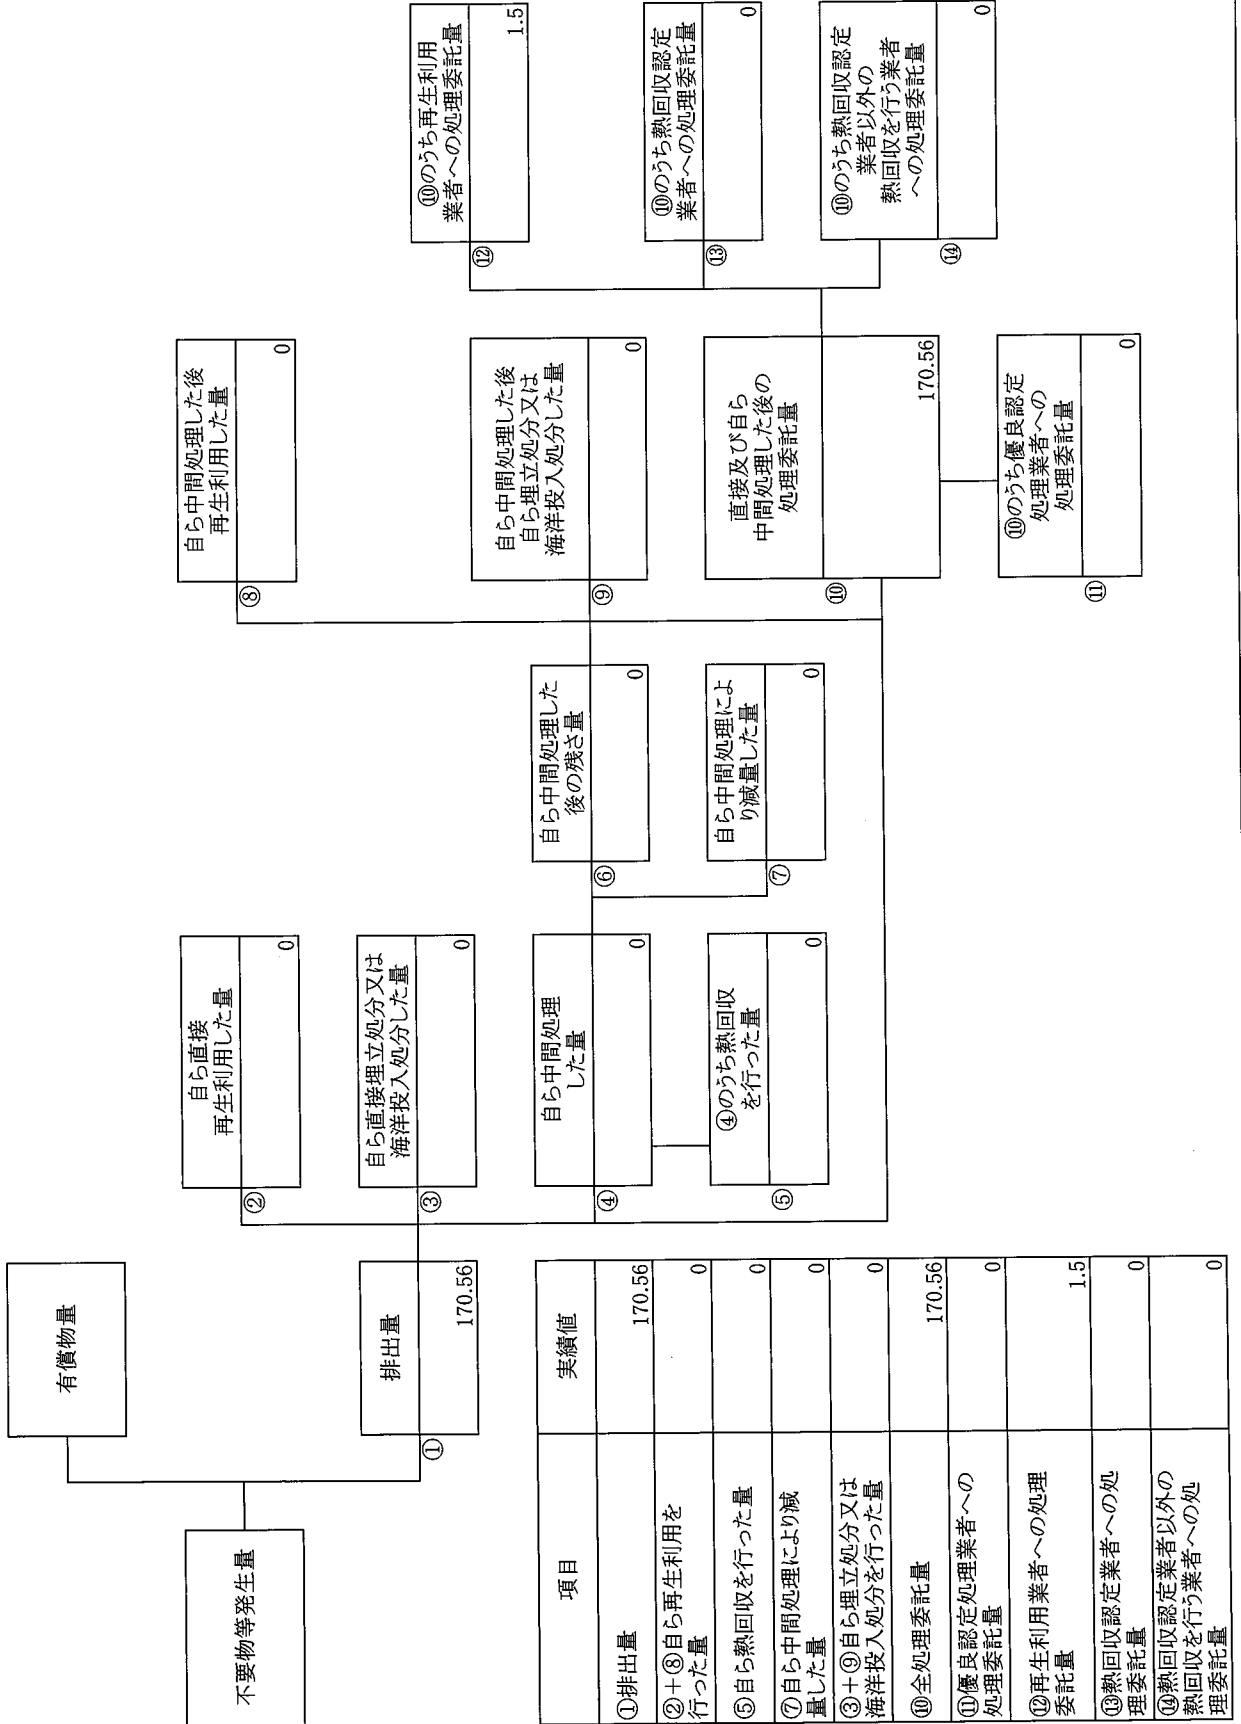 不要物等発生量
有償物量
①
排出量
170.56
②
自ら直接
再生利用した量
0
③
自ら直接埋立処分又は
海洋投入処分した量
0
④
自ら中間処理
した量
0
⑤
④のうち熱回収
を行った量
0
⑥
自ら中間処理した
後の残さ量
0
⑦
自ら中間処理によ
り減量した量
0
⑧
自ら中間処理した後
再生利用した量
0
⑨
自ら中間処理した後
自ら埋立処分又は
海洋投入処分した量
0
⑩
直接及び自ら
中間処理した後の
処理委託量
170.56
⑪
⑩のうち優良認定
処理業者への
処理委託量
0
⑫
⑩のうち再生利用
業者への処理委託量
1.5
⑬
⑩のうち熱回収認定
業者への処理委託量
0
⑭
⑩のうち熱回収認定
業者以外の
熱回収を行う業者
への処理委託量
0
項目
実績値
①排出量
170.56
②+⑧自ら再生利用を
行った量
0
⑤自ら熱回収を行った量
0
⑦自ら中間処理により減
量した量
0
③+⑨自ら埋立処分又は
海洋投入処分を行った量
0
⑩全処理委託量
170.56
⑪優良認定処理業者への
処理委託量
0
⑫再生利用業者への処理
委託量
1.5
⑬熱回収認定業者への処
理委託量
0
⑭熱回収認定業者以外の
熱回収を行う業者への処
理委託量
0